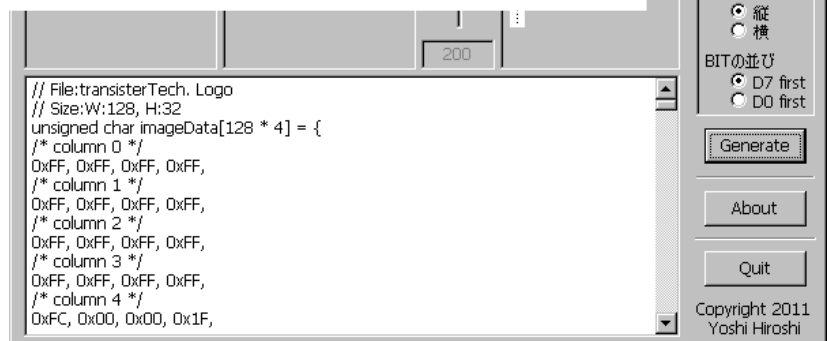 200
// File:transisterTech. Logo
// Size:W:128, H:32
unsigned char imageData[128 * 4] = {
/* column 0 */
0xFF, 0xFF, 0xFF, 0xFF,
/* column 1 */
0xFF, 0xFF, 0xFF, 0xFF,
/* column 2 */
0xFF, 0xFF, 0xFF, 0xFF,
/* column 3 */
0xFF, 0xFF, 0xFF, 0xFF,
/* column 4 */
0xFC, 0x00, 0x00, 0x1F,
縦
横
BITの並び
D7 first
D0 first
Generate
About
Quit
Copyright 2011
Yoshi Hiroshi